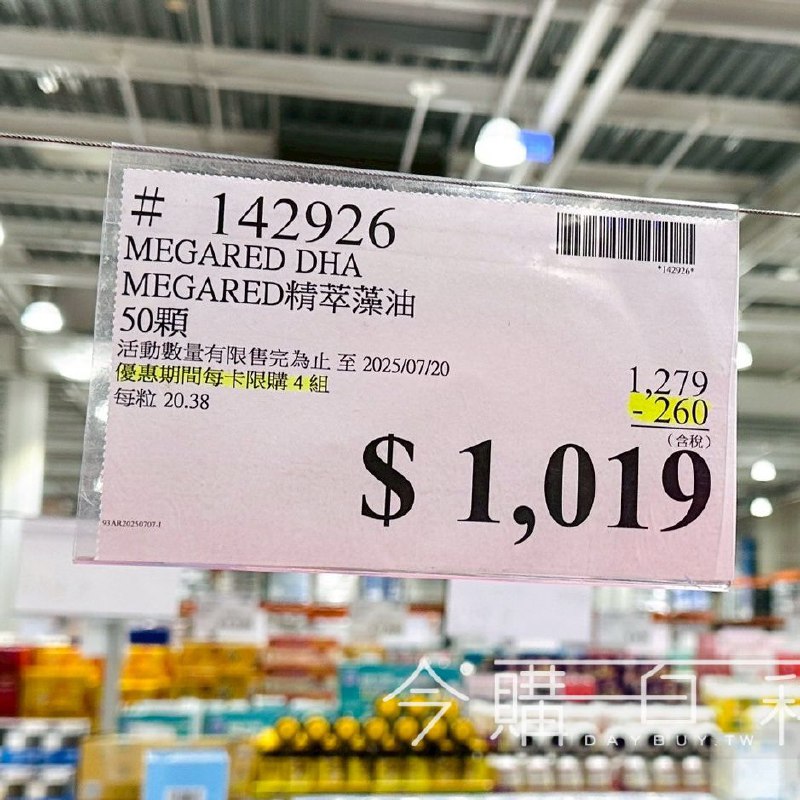 # 142926
*142926*
MEGARED DHA
MEGARED精萃藻油
50顆
活動數量有限售完為止 至 2025/07/20
優惠期間每卡限購 4 組
每粒 20.38
1,279
- 260
(含稅)
$ 1,019
93AR20250707-1
今購百利
DAYBUY.TW